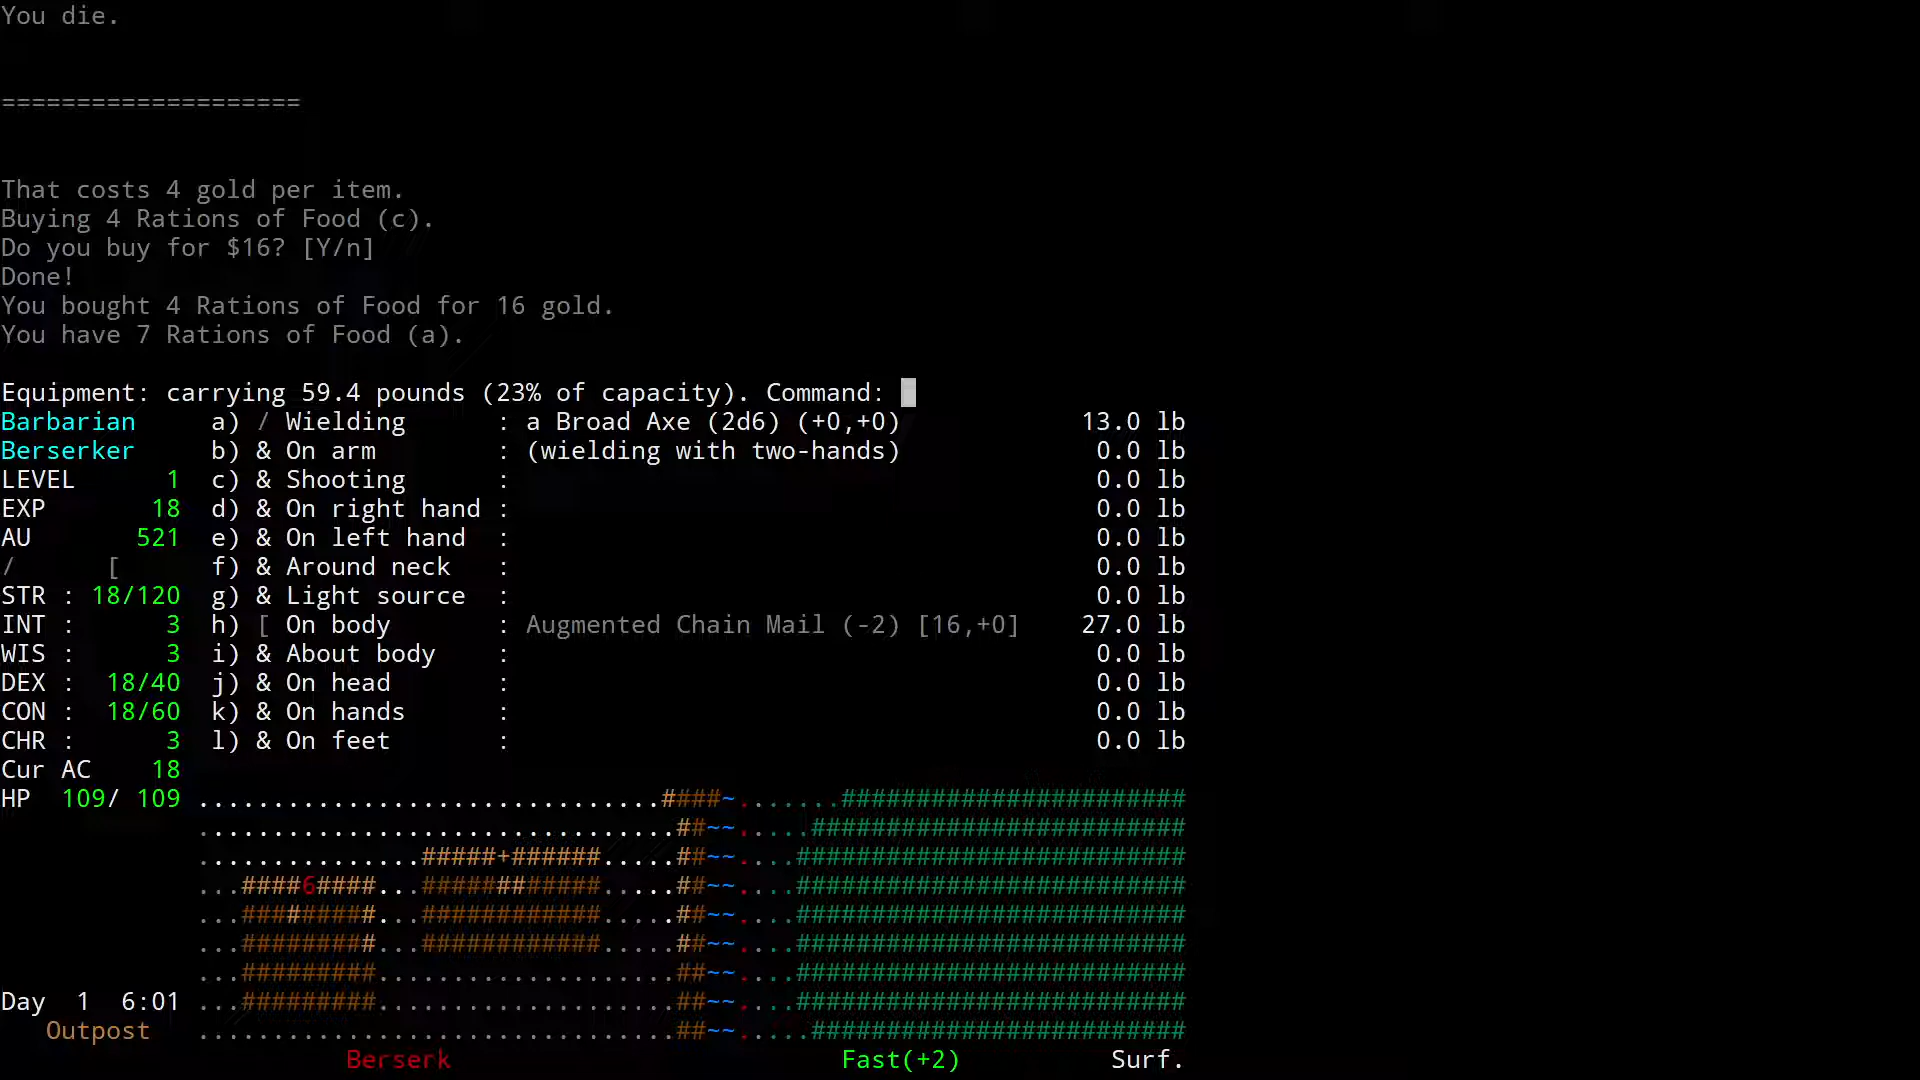 You die.
====================
That costs 4 gold per item.
Buying 4 Rations of Food (c).
Do you buy for $16? [Y/n]
Done!
You bought 4 Rations of Food for 16 gold.
You have 7 Rations of Food (a).
Equipment: carrying 59.4 pounds (23% of capacity). Command:
Barbarian a) / Wielding : a Broad Axe (2d6) (+0,+0) 13.0 lb
Berserker b) & On arm : (wielding with two-hands) 0.0 lb
LEVEL 1 c) & Shooting : 0.0 lb
EXP 18 d) & On right hand : 0.0 lb
AU 521 e) & On left hand : 0.0 lb
/ [ f) & Around neck : 0.0 lb
STR : 18/120 g) & Light source : 0.0 lb
INT : 3 h) [ On body : Augmented Chain Mail (-2) [16,+0] 27.0 lb
WIS : 3 i) & About body : 0.0 lb
DEX : 18/40 j) & On head : 0.0 lb
CON : 18/60 k) & On hands : 0.0 lb
CHR : 3 l) & On feet : 0.0 lb
Cur AC 18
HP 109/ 109 ...............................####~.......#######################
................................##~~.....#########################
...............#####+######.....##~~....##########################
...####6####...############.....##~~....##########################
...#########...############.....##~~....##########################
...#########...############.....##~~....##########################
...#########....................##~~....##########################
Day 1 6:01 ...#########....................##~~....##########################
Outpost ................................##~~.....#########################
Berserk Fast(+2) Surf.